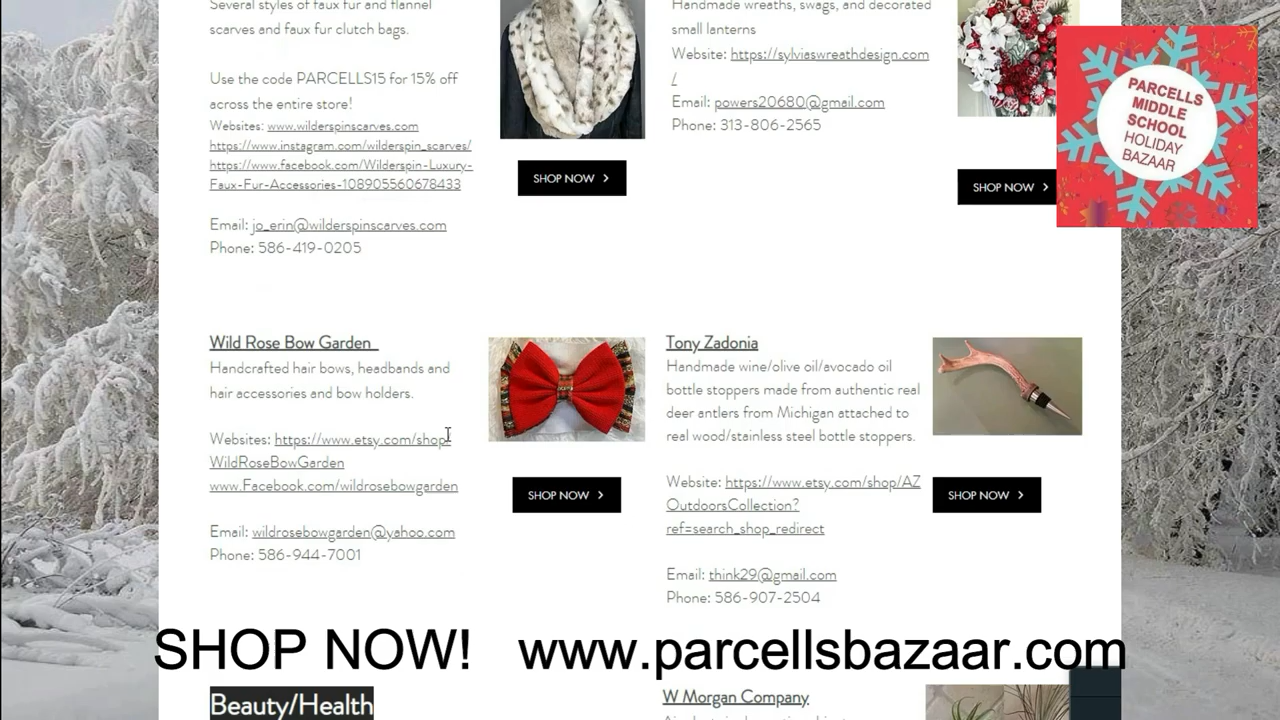 Several styles of faux fur and flannel
scarves and faux fur clutch bags.
Use the code PARCELLS15 for 15% off
across the entire store!
Websites: www.wilderspinscarves.com
https://www.instagram.com/wilderspin_scarves/
https://www.facebook.com/Wilderspin-Luxury-
Faux-Fur-Accessories-108905560678433
Email: jo_erin@wilderspinscarves.com
Phone: 586-419-0205
SHOP NOW >
Handmade wreaths, swags, and decorated
small lanterns
Website: https://sylviaswreathdesign.com
/
Email: powers20680@gmail.com
Phone: 313-806-2565
SHOP NOW >
PARCELLS
MIDDLE
SCHOOL
HOLIDAY
BAZAAR
Wild Rose Bow Garden
Handcrafted hair bows, headbands and
hair accessories and bow holders.
Websites: https://www.etsy.com/shop/
WildRoseBowGarden
www.Facebook.com/wildrosebowgarden
Email: wildrosebowgarden@yahoo.com
Phone: 586-944-7001
SHOP NOW >
Tony Zadonia
Handmade wine/olive oil/avocado oil
bottle stoppers made from authentic real
deer antlers from Michigan attached to
real wood/stainless steel bottle stoppers.
Website: https://www.etsy.com/shop/AZ
OutdoorsCollection?
ref=search_shop_redirect
Email: think29@gmail.com
Phone: 586-907-2504
SHOP NOW >
SHOP NOW! www.parcellsbazaar.com
Beauty/Health
W Morgan Company